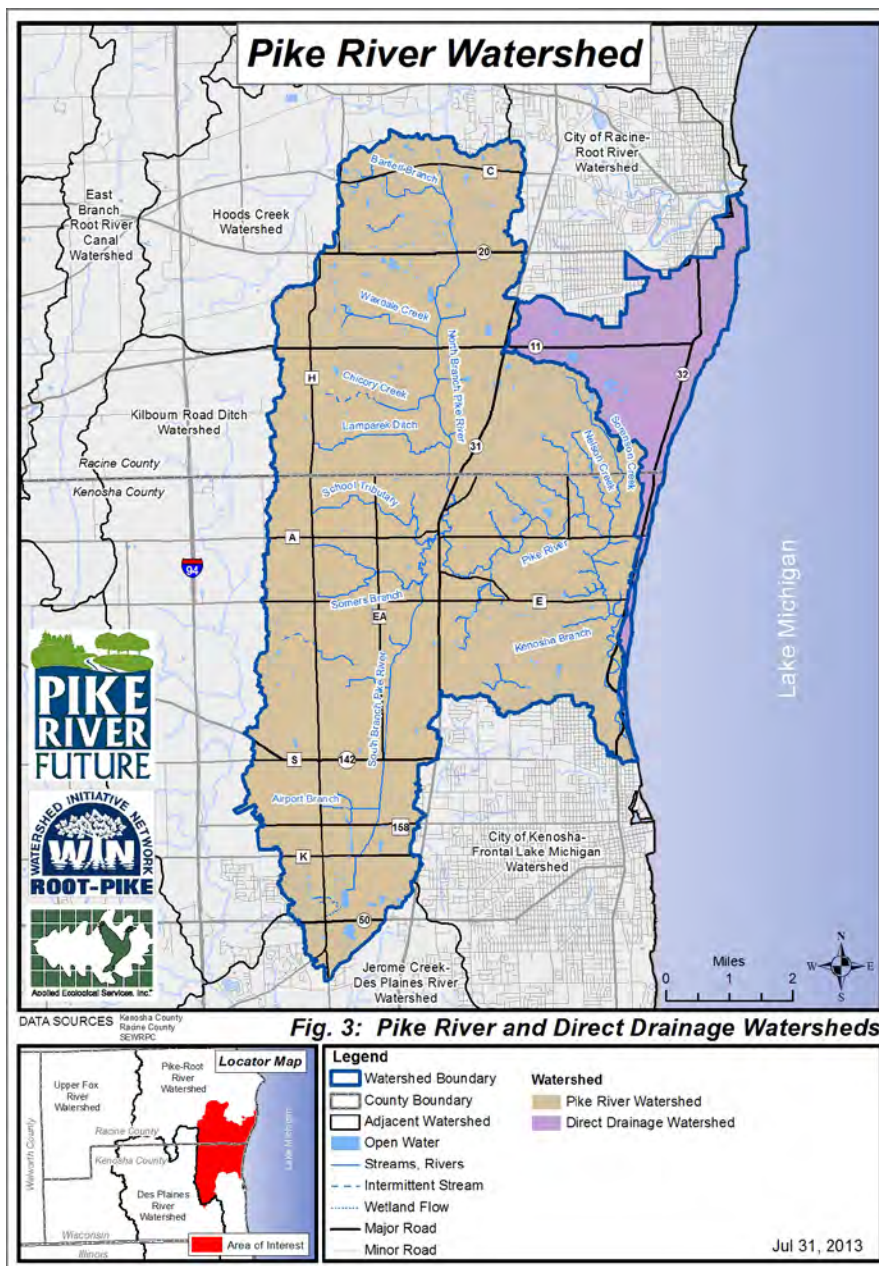 Pike River Watershed
City of Racine-
Root River
Watershed
Bartlett Branch
C
East
Branch
Root River
Canal
Watershed
Hoods Creek
Watershed
20
Waxdale Creek
North Branch Pike River
11
32
H
Chicory Creek
Kilbourn Road Ditch
Watershed
Lamparek Ditch
31
Sorenson Creek
Nelson Creek
Racine County
Kenosha County
School Tributary
A
Pike River
94
Somers Branch
E
EA
Kenosha Branch
Lake Michigan
PIKE
RIVER
FUTURE
South Branch Pike River
S
142
Airport Branch
158
WATERSHED INITIATIVE NETWORK
WIN
ROOT-PIKE
K
City of Kenosha-
Frontal Lake Michigan
Watershed
50
Applied Ecological Services, Inc.
Jerome Creek-
Des Plaines River
Watershed
Miles
0 1 2
N
W E
S
DATA SOURCES
Kenosha County
Racine County
SEWRPC
Fig. 3: Pike River and Direct Drainage Watersheds
Locator Map
Pike-Root
River
Watershed
Upper Fox
River
Watershed
Walworth County
Racine County
Kenosha County
Lake Michigan
Des Plaines
River
Watershed
Wisconsin
Illinois
Area of Interest
Legend
Watershed Boundary
County Boundary
Adjacent Watershed
Open Water
Streams, Rivers
Intermittent Stream
Wetland Flow
Major Road
Minor Road
Watershed
Pike River Watershed
Direct Drainage Watershed
Jul 31, 2013